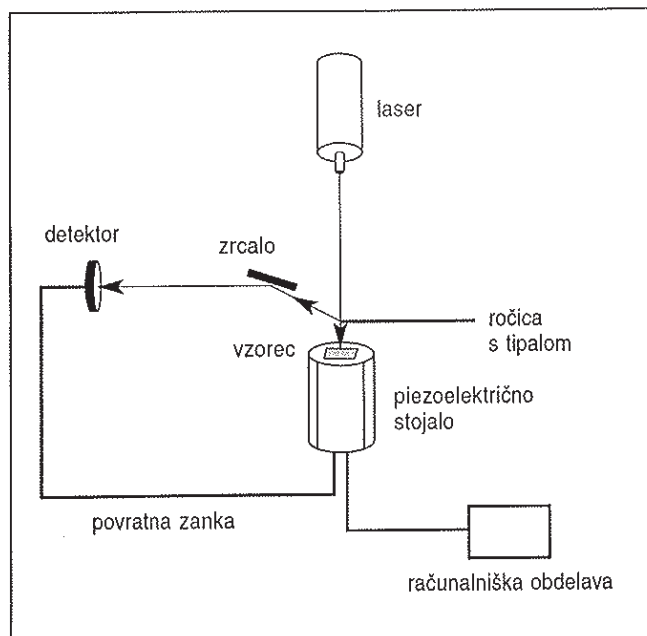 laser
detektor
zrcalo
ročica
s tipalom
vzorec
piezoelektrično
stojalo
povratna zanka
računalniška obdelava